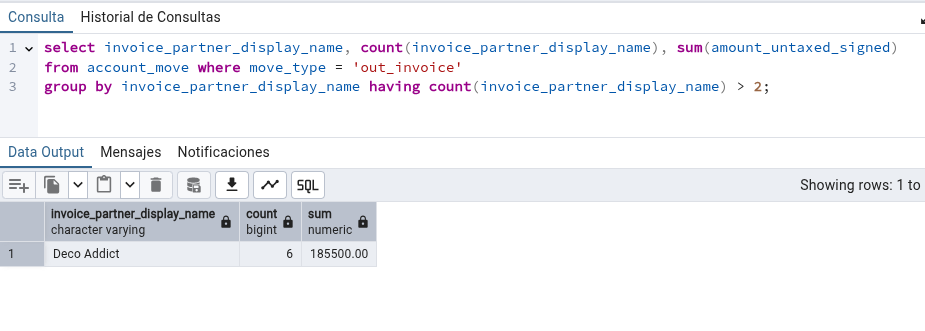 Consulta Historial de Consultas
1 select invoice_partner_display_name, count(invoice_partner_display_name), sum(amount_untaxed_signed)
2 from account_move where move_type = 'out_invoice'
3 group by invoice_partner_display_name having count(invoice_partner_display_name) > 2;
Data Output Mensajes Notificaciones
SQL Showing rows: 1 to
invoice_partner_display_name count sum
character varying bigint numeric
1 Deco Addict 6 185500.00